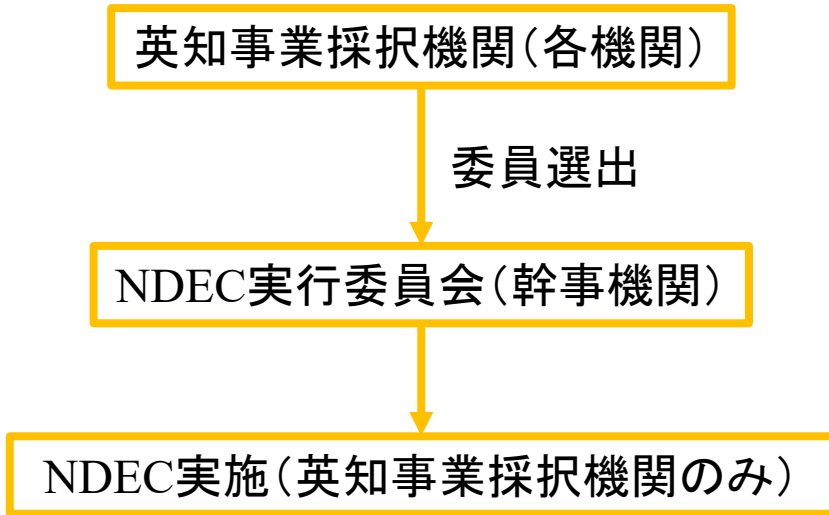 英知事業採択機関（各機関）
委員選出
NDEC実行委員会（幹事機関）
NDEC実施（英知事業採択機関のみ）